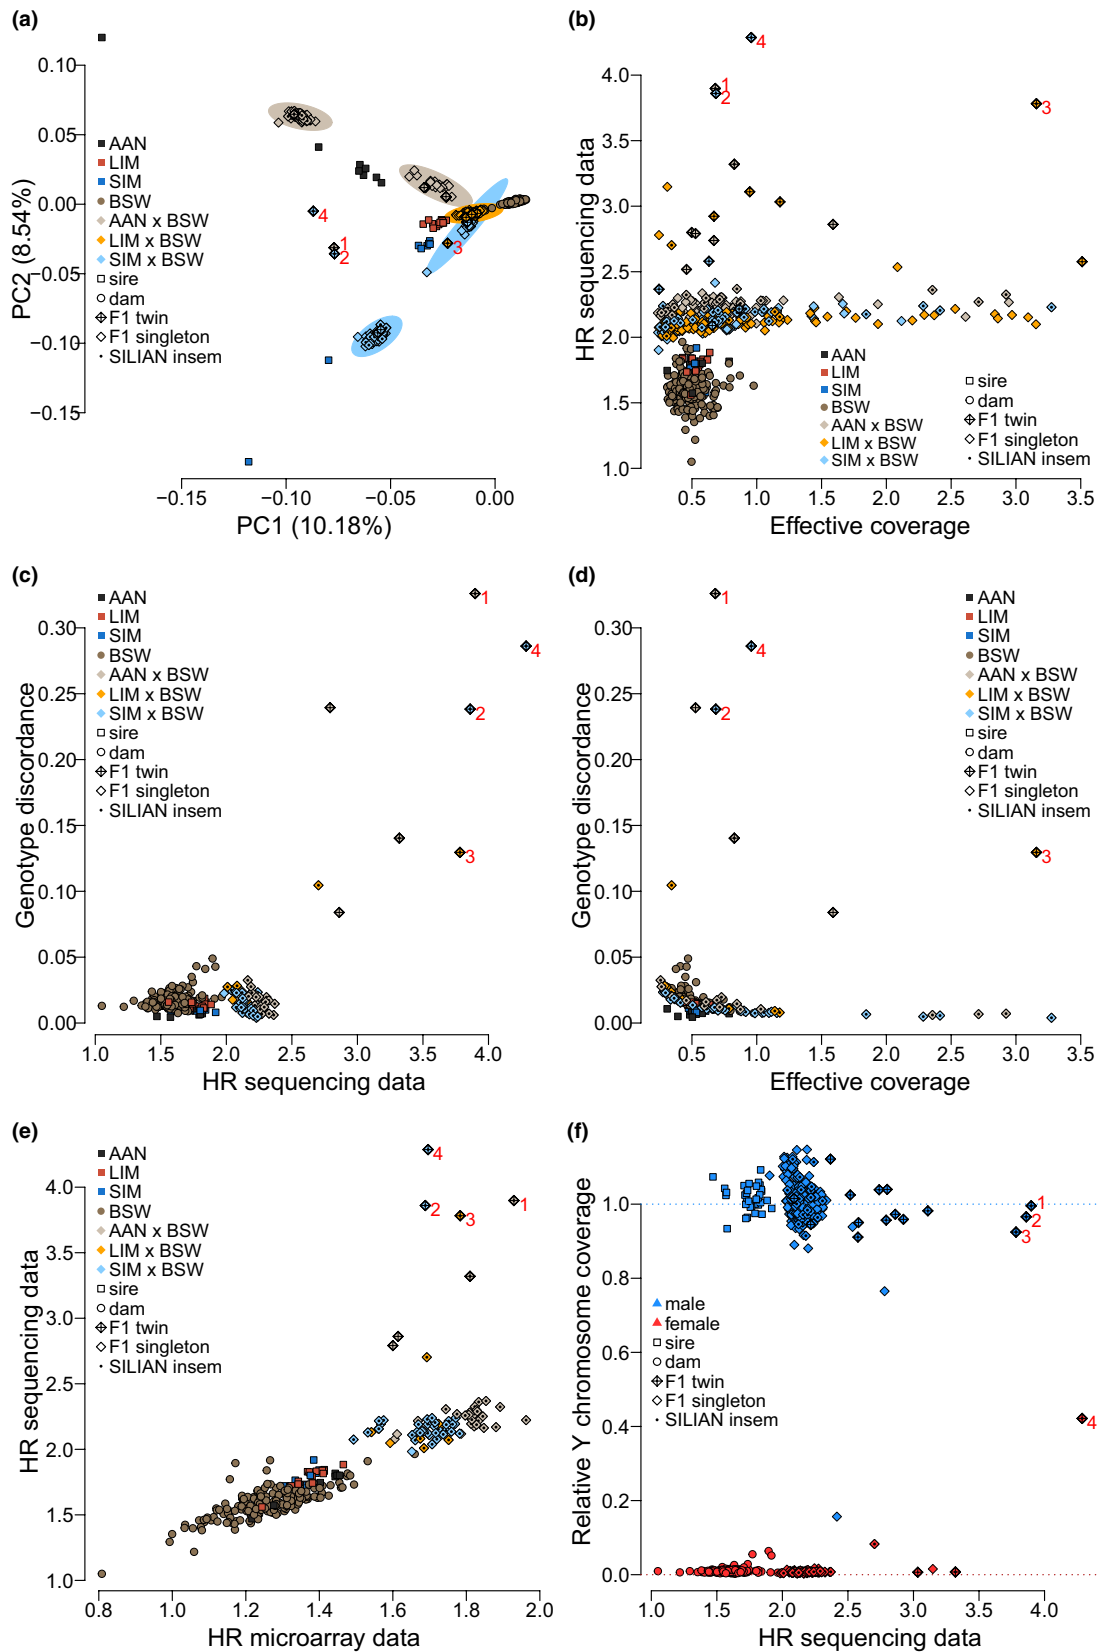 (a)
PC2 (8.54%)
0.10
0.05
0.00
−0.05
−0.10
−0.15
AAN
LIM
SIM
BSW
AAN x BSW
LIM x BSW
SIM x BSW
sire
dam
F1 twin
F1 singleton
SILIAN insem
4
1
2
3
−0.15
−0.10
−0.05
0.00
PC1 (10.18%)
(b)
HR sequencing data
4.0
3.5
3.0
2.5
2.0
1.5
1.0
4
1
2
3
AAN
LIM
SIM
BSW
AAN x BSW
LIM x BSW
SIM x BSW
sire
dam
F1 twin
F1 singleton
SILIAN insem
0.5
1.0
1.5
2.0
2.5
3.0
3.5
Effective coverage
(c)
Genotype discordance
0.30
0.25
0.20
0.15
0.10
0.05
0.00
AAN
LIM
SIM
BSW
AAN x BSW
LIM x BSW
SIM x BSW
sire
dam
F1 twin
F1 singleton
SILIAN insem
1
4
2
3
1.0
1.5
2.0
2.5
3.0
3.5
4.0
HR sequencing data
(d)
Genotype discordance
0.30
0.25
0.20
0.15
0.10
0.05
0.00
1
4
2
3
AAN
LIM
SIM
BSW
AAN x BSW
LIM x BSW
SIM x BSW
sire
dam
F1 twin
F1 singleton
SILIAN insem
0.5
1.0
1.5
2.0
2.5
3.0
3.5
Effective coverage
(e)
HR sequencing data
4.0
3.5
3.0
2.5
2.0
1.5
1.0
AAN
LIM
SIM
BSW
AAN x BSW
LIM x BSW
SIM x BSW
sire
dam
F1 twin
F1 singleton
SILIAN insem
4
2
1
3
0.8
1.0
1.2
1.4
1.6
1.8
2.0
HR microarray data
(f)
Relative Y chromosome coverage
1.0
0.8
0.6
0.4
0.2
0.0
1
2
3
4
male
female
sire
dam
F1 twin
F1 singleton
SILIAN insem
1.0
1.5
2.0
2.5
3.0
3.5
4.0
HR sequencing data